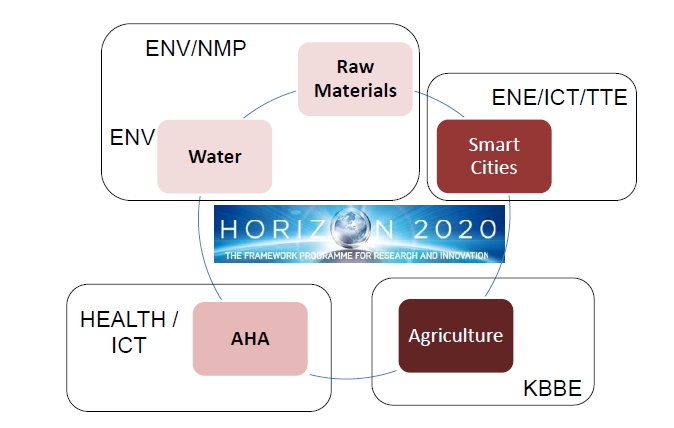 ENV/NMP
Raw
Materials
ENE/ICT/TTE
ENV
Water
Smart
Cities
HORIZON 2020
THE FRAMEWORK PROGRAMME FOR RESEARCH AND INNOVATION
HEALTH /
ICT
AHA
Agriculture
KBBE